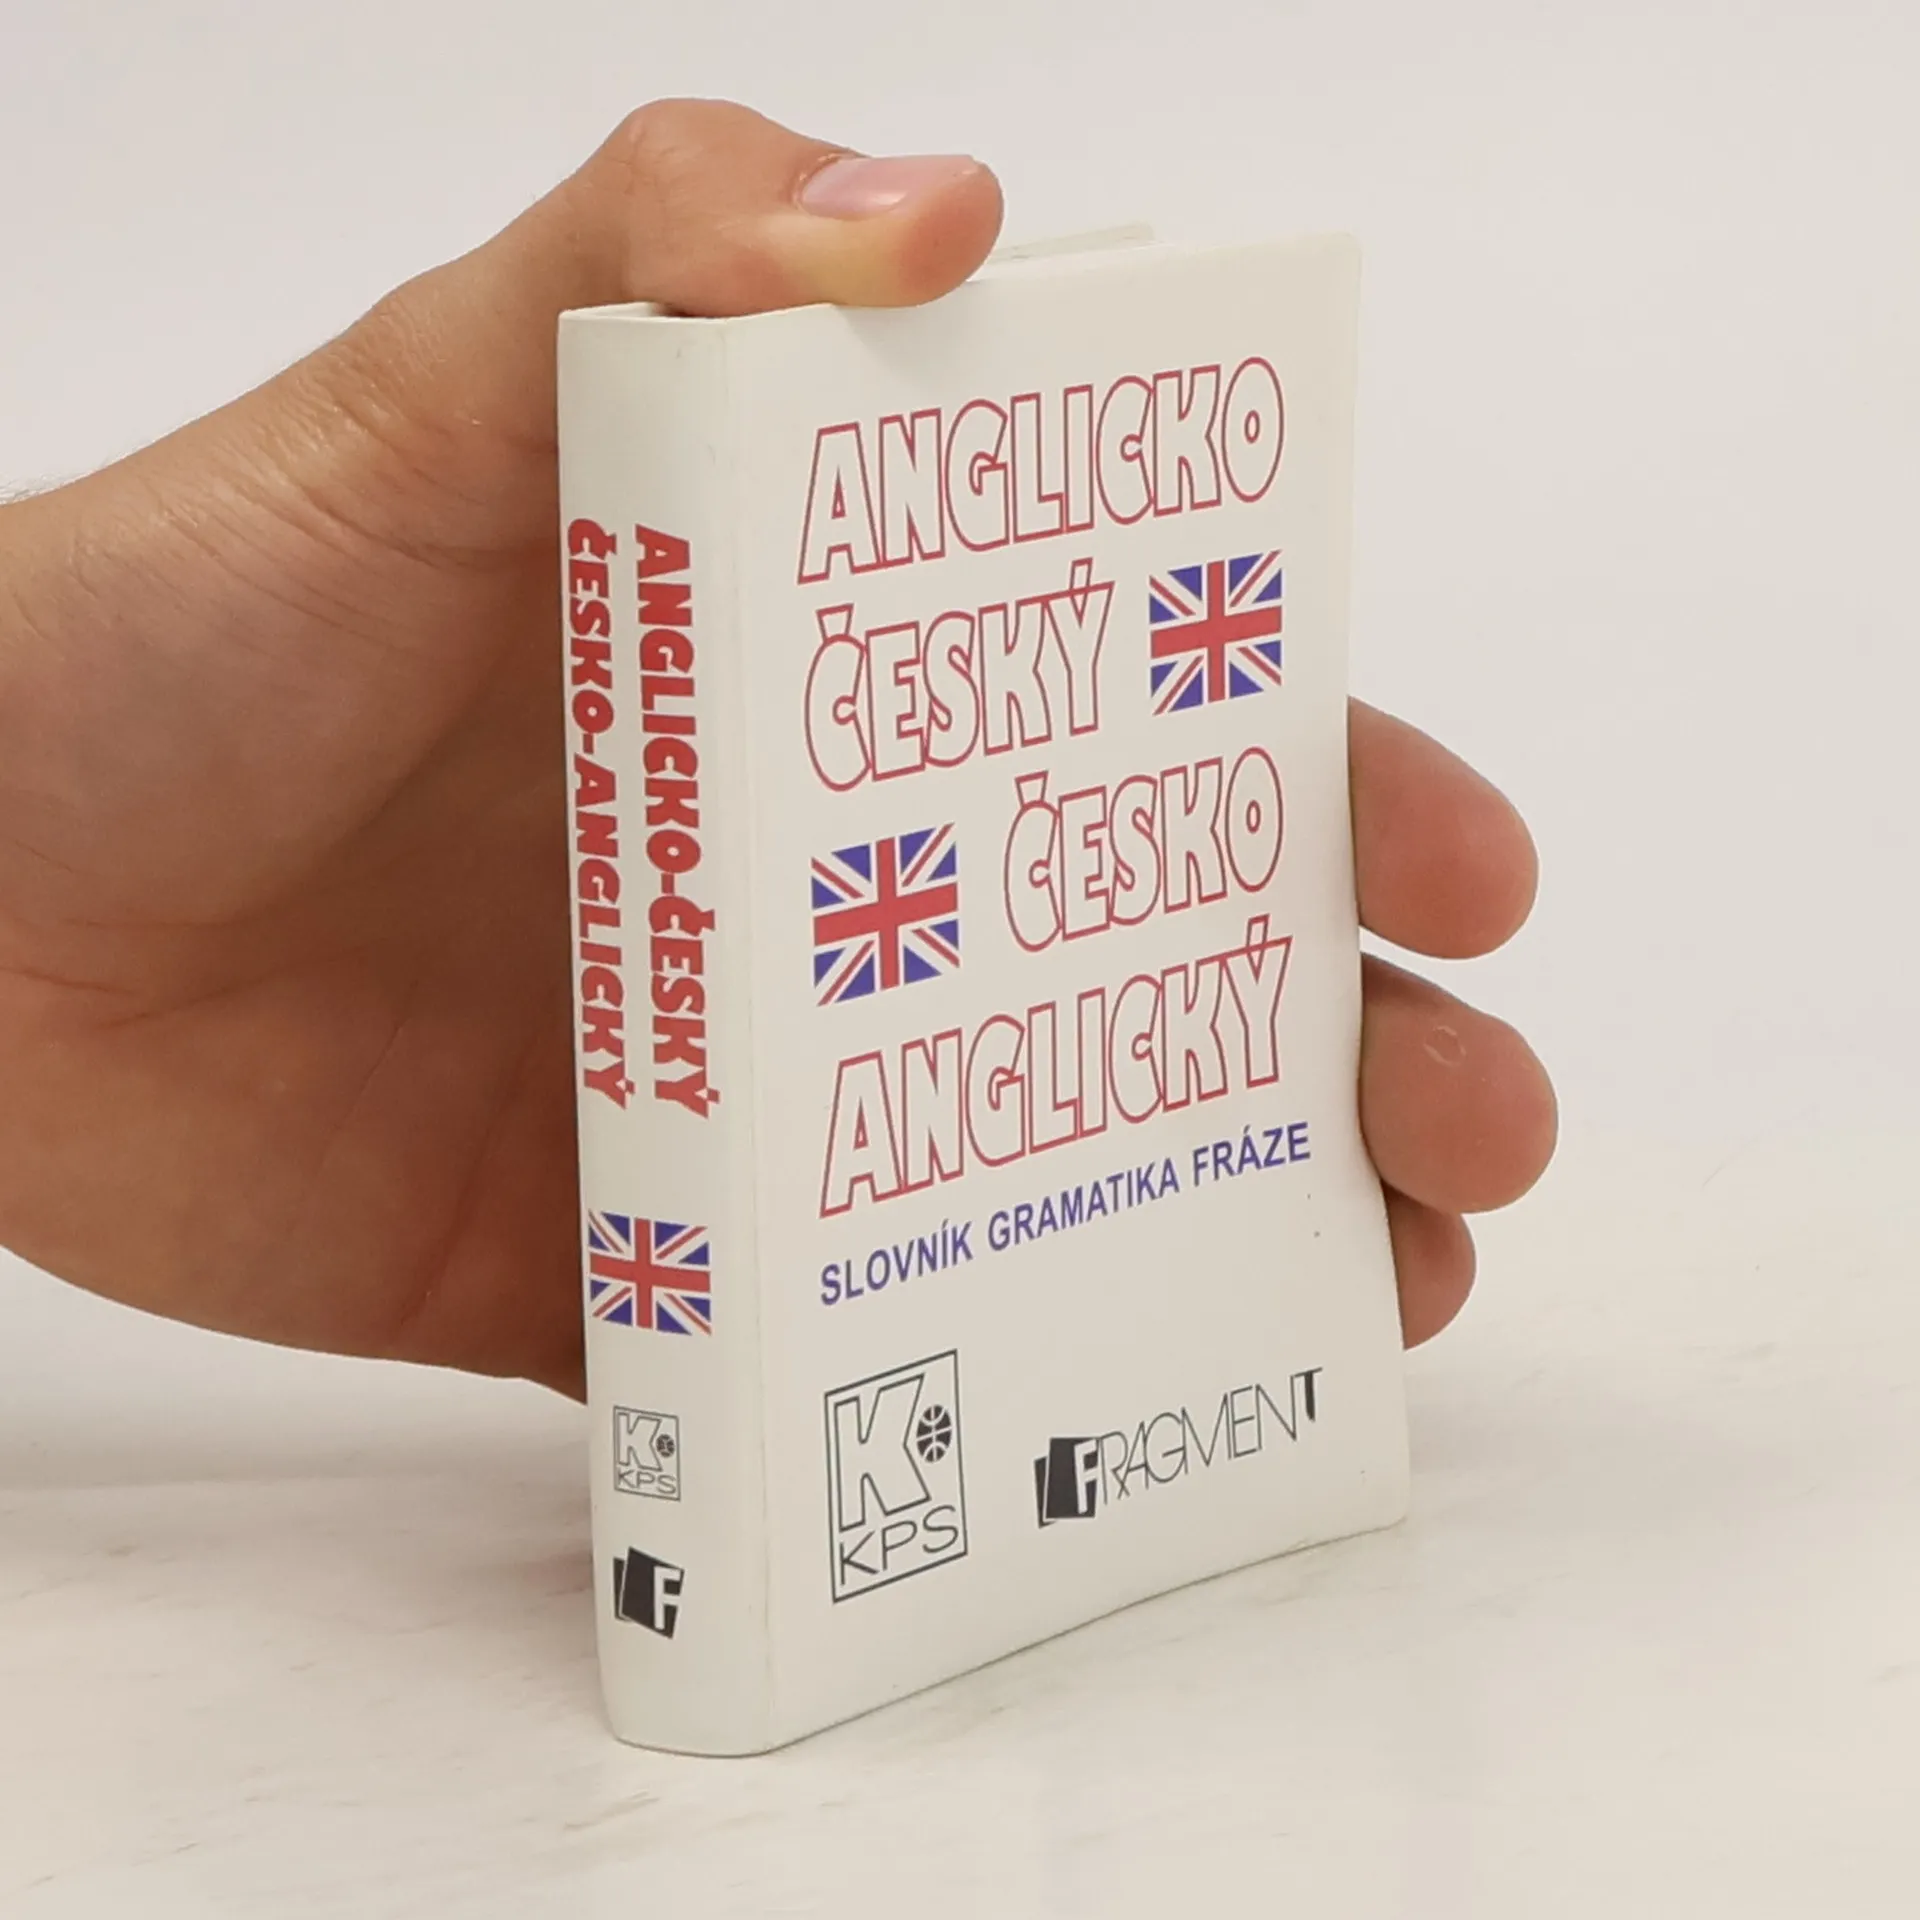 ANGLICKO-ČESKÝ
ČESKO-ANGLICKÝ
K
KPS
F
ANGLICKO
ČESKÝ
ČESKO
ANGLICKÝ
SLOVNÍK GRAMATIKA FRÁZE
K
KPS
FRAGMENT